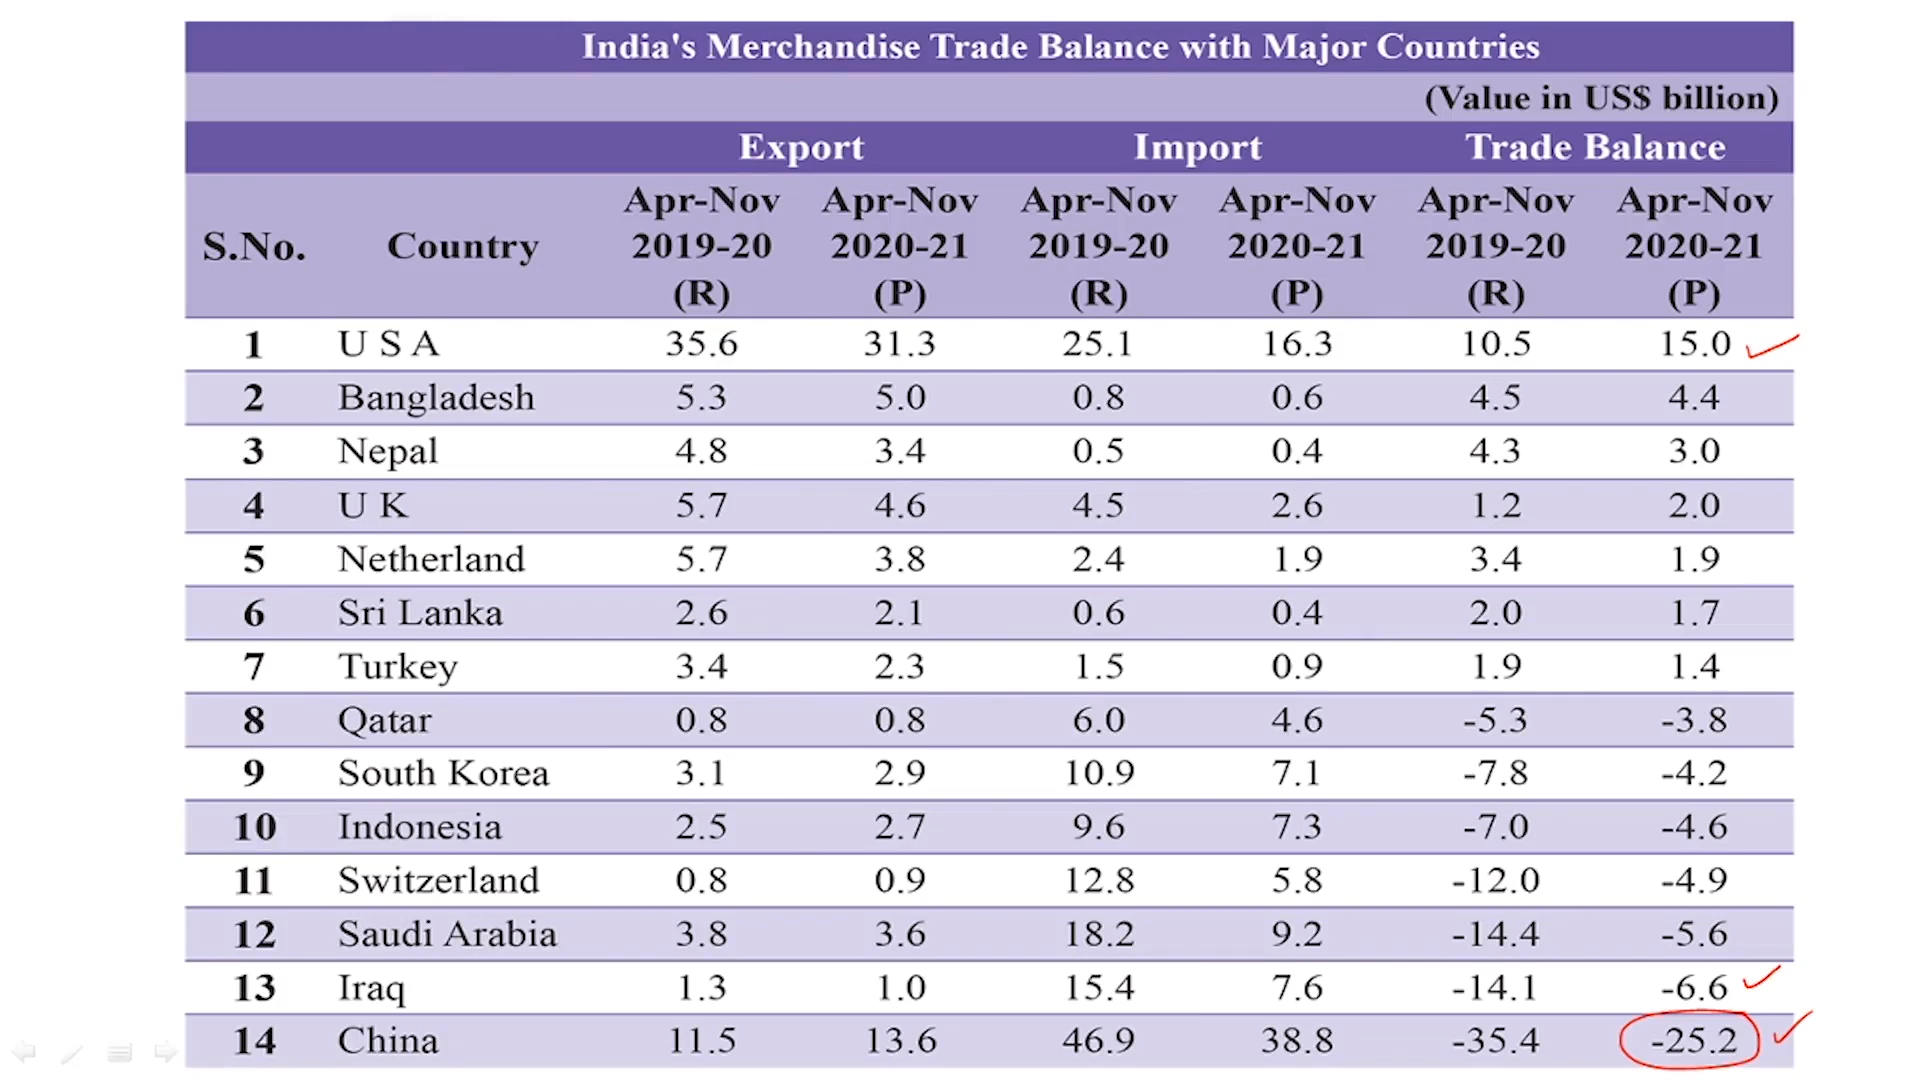 India's Merchandise Trade Balance with Major Countries
(Value in US$ billion)
Export Import Trade Balance
S.No. Country Apr-Nov 2019-20 (R) Apr-Nov 2020-21 (P) Apr-Nov 2019-20 (R) Apr-Nov 2020-21 (P) Apr-Nov 2019-20 (R) Apr-Nov 2020-21 (P)
1 U S A 35.6 31.3 25.1 16.3 10.5 15.0
2 Bangladesh 5.3 5.0 0.8 0.6 4.5 4.4
3 Nepal 4.8 3.4 0.5 0.4 4.3 3.0
4 U K 5.7 4.6 4.5 2.6 1.2 2.0
5 Netherland 5.7 3.8 2.4 1.9 3.4 1.9
6 Sri Lanka 2.6 2.1 0.6 0.4 2.0 1.7
7 Turkey 3.4 2.3 1.5 0.9 1.9 1.4
8 Qatar 0.8 0.8 6.0 4.6 -5.3 -3.8
9 South Korea 3.1 2.9 10.9 7.1 -7.8 -4.2
10 Indonesia 2.5 2.7 9.6 7.3 -7.0 -4.6
11 Switzerland 0.8 0.9 12.8 5.8 -12.0 -4.9
12 Saudi Arabia 3.8 3.6 18.2 9.2 -14.4 -5.6
13 Iraq 1.3 1.0 15.4 7.6 -14.1 -6.6
14 China 11.5 13.6 46.9 38.8 -35.4 -25.2